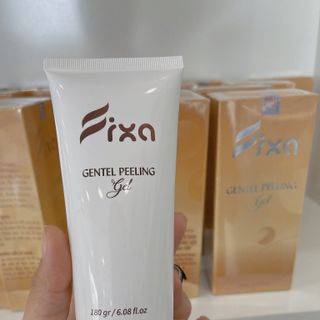 Fixa
GENTEL PEELING
Gel
180 gr / 6.08 fl.oz
Fixa
GENTEL PEELING
Gel